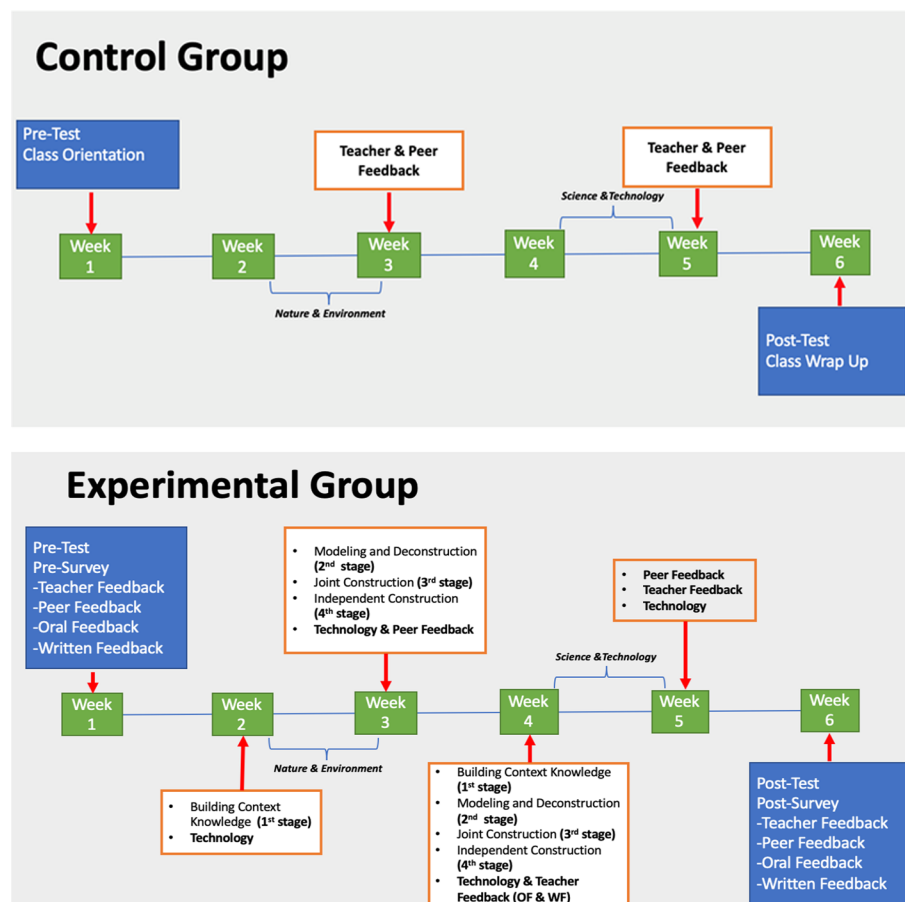 Control Group
Pre-Test
Class Orientation
Teacher & Peer
Feedback
Teacher & Peer
Feedback
Science &Technology
Week
1
Week
2
Week
3
Week
4
Week
5
Week
6
Nature & Environment
Post-Test
Class Wrap Up
Experimental Group
Pre-Test
Pre-Survey
-Teacher Feedback
-Peer Feedback
-Oral Feedback
-Written Feedback
• Modeling and Deconstruction
(2nd stage)
• Joint Construction (3rd stage)
• Independent Construction
(4th stage)
• Technology & Peer Feedback
• Peer Feedback
• Teacher Feedback
• Technology
Science &Technology
Week
1
Week
2
Week
3
Week
4
Week
5
Week
6
Nature & Environment
• Building Context
Knowledge (1st stage)
• Technology
• Building Context Knowledge
(1st stage)
• Modeling and Deconstruction
(2nd stage)
• Joint Construction (3rd stage)
• Independent Construction
(4th stage)
• Technology & Teacher
Feedback (OF & WF)
Post-Test
Post-Survey
-Teacher Feedback
-Peer Feedback
-Oral Feedback
-Written Feedback